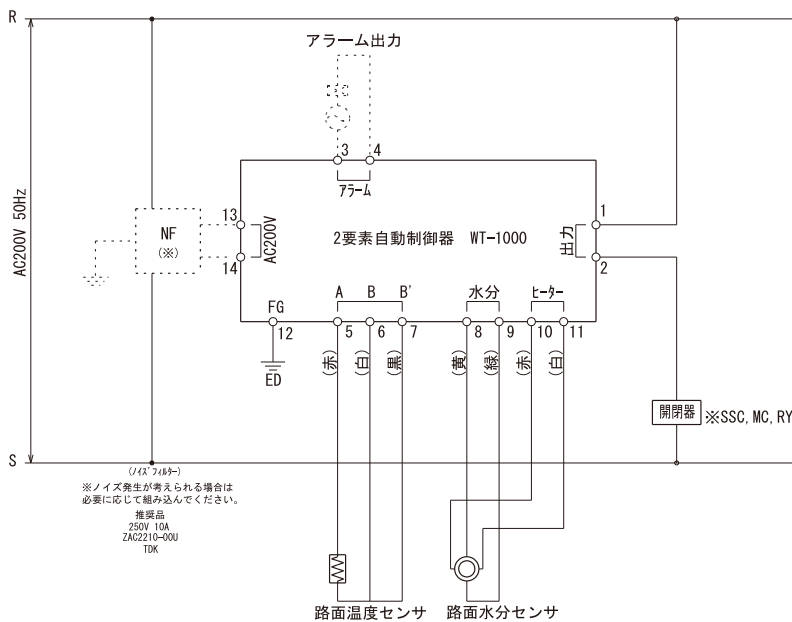 R
アラーム出力
3 4
アラーム
13
14
AC200V
NF
(※)
AC200V 50Hz
2要素自動制御器 WT-1000
1
2
出力
FG
12
ED
A B B'
5 6 7
水分
8 9
ヒーター
10 11
(赤)
(白)
(黒)
(黄)
(緑)
(赤)
(白)
開閉器
※SSC, MC, RY
S
(ノイズフィルター)
※ノイズ発生が考えられる場合は
必要に応じて組み込んでください。
推奨品
250V 10A
ZAC2210-00U
TDK
路面温度センサ
路面水分センサ